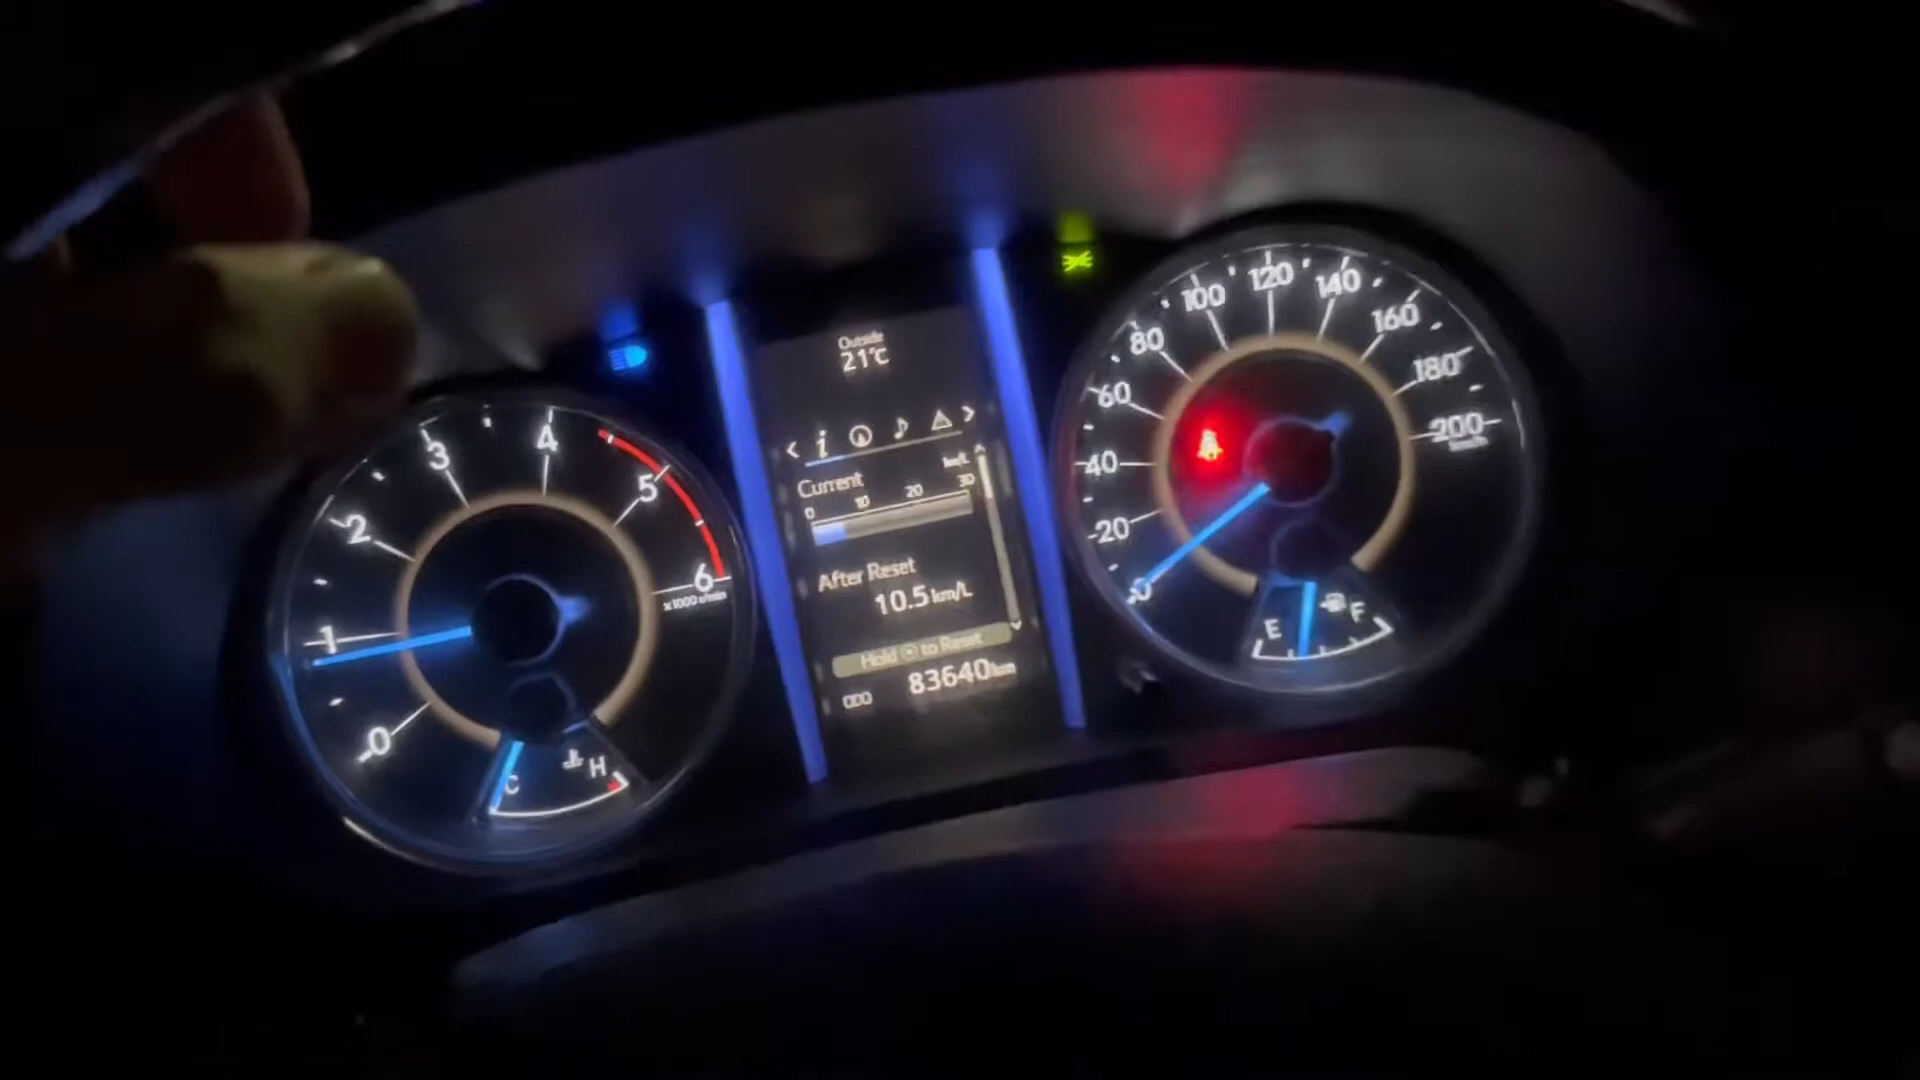 Outside
21°C
i
Current
km/L
0 10 20 30
After Reset
10.5 km/L
Hold to Reset
ODO 83640 km
0
1
2
3
4
5
6
x1000 r/min
C H
0
20
40
60
80
100
120
140
160
180
200
km/h
E F